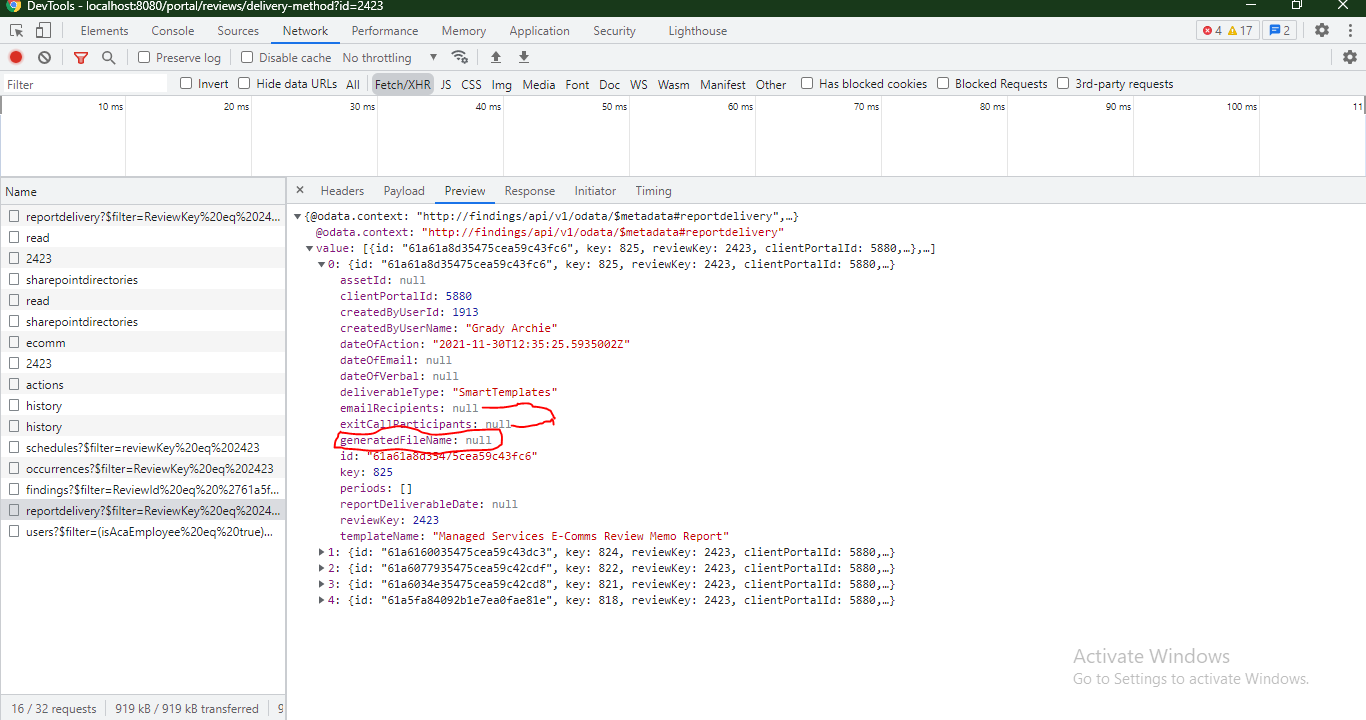 DevTools - localhost:8080/portal/reviews/delivery-method?id=2423
Elements Console Sources Network Performance Memory Application Security Lighthouse 4 17 2
Preserve log Disable cache No throttling
Filter Invert Hide data URLs All Fetch/XHR JS CSS Img Media Font Doc WS Wasm Manifest Other Has blocked cookies Blocked Requests 3rd-party requests
10 ms 20 ms 30 ms 40 ms 50 ms 60 ms 70 ms 80 ms 90 ms 100 ms 11
Name
reportdelivery?$filter=ReviewKey%20eq%2024...
read
2423
sharepointdirectories
read
sharepointdirectories
ecomm
2423
actions
history
history
schedules?$filter=reviewKey%20eq%202423
occurrences?$filter=ReviewKey%20eq%202423
findings?$filter=ReviewId%20eq%20%2761a5f...
reportdelivery?$filter=ReviewKey%20eq%2024...
users?$filter=(isAcaEmployee%20eq%20true)...
16 / 32 requests 919 kB / 919 kB transferred 9
× Headers Payload Preview Response Initiator Timing
{@odata.context: "http://findings/api/v1/odata/$metadata#reportdelivery",…}
@odata.context: "http://findings/api/v1/odata/$metadata#reportdelivery"
value: [{id: "61a61a8d35475cea59c43fc6", key: 825, reviewKey: 2423, clientPortalId: 5880,…},…]
0: {id: "61a61a8d35475cea59c43fc6", key: 825, reviewKey: 2423, clientPortalId: 5880,…}
assetId: null
clientPortalId: 5880
createdByUserId: 1913
createdByUserName: "Grady Archie"
dateOfAction: "2021-11-30T12:35:25.5935002Z"
dateOfEmail: null
dateOfVerbal: null
deliverableType: "SmartTemplates"
emailRecipients: null
exitCallParticipants: null
generatedFileName: null
id: "61a61a8d35475cea59c43fc6"
key: 825
periods: []
reportDeliverableDate: null
reviewKey: 2423
templateName: "Managed Services E-Comms Review Memo Report"
1: {id: "61a6160035475cea59c43dc3", key: 824, reviewKey: 2423, clientPortalId: 5880,…}
2: {id: "61a6077935475cea59c42cdf", key: 822, reviewKey: 2423, clientPortalId: 5880,…}
3: {id: "61a6034e35475cea59c42cd8", key: 821, reviewKey: 2423, clientPortalId: 5880,…}
4: {id: "61a5fa84092b1e7ea0fae81e", key: 818, reviewKey: 2423, clientPortalId: 5880,…}
Activate Windows
Go to Settings to activate Windows.